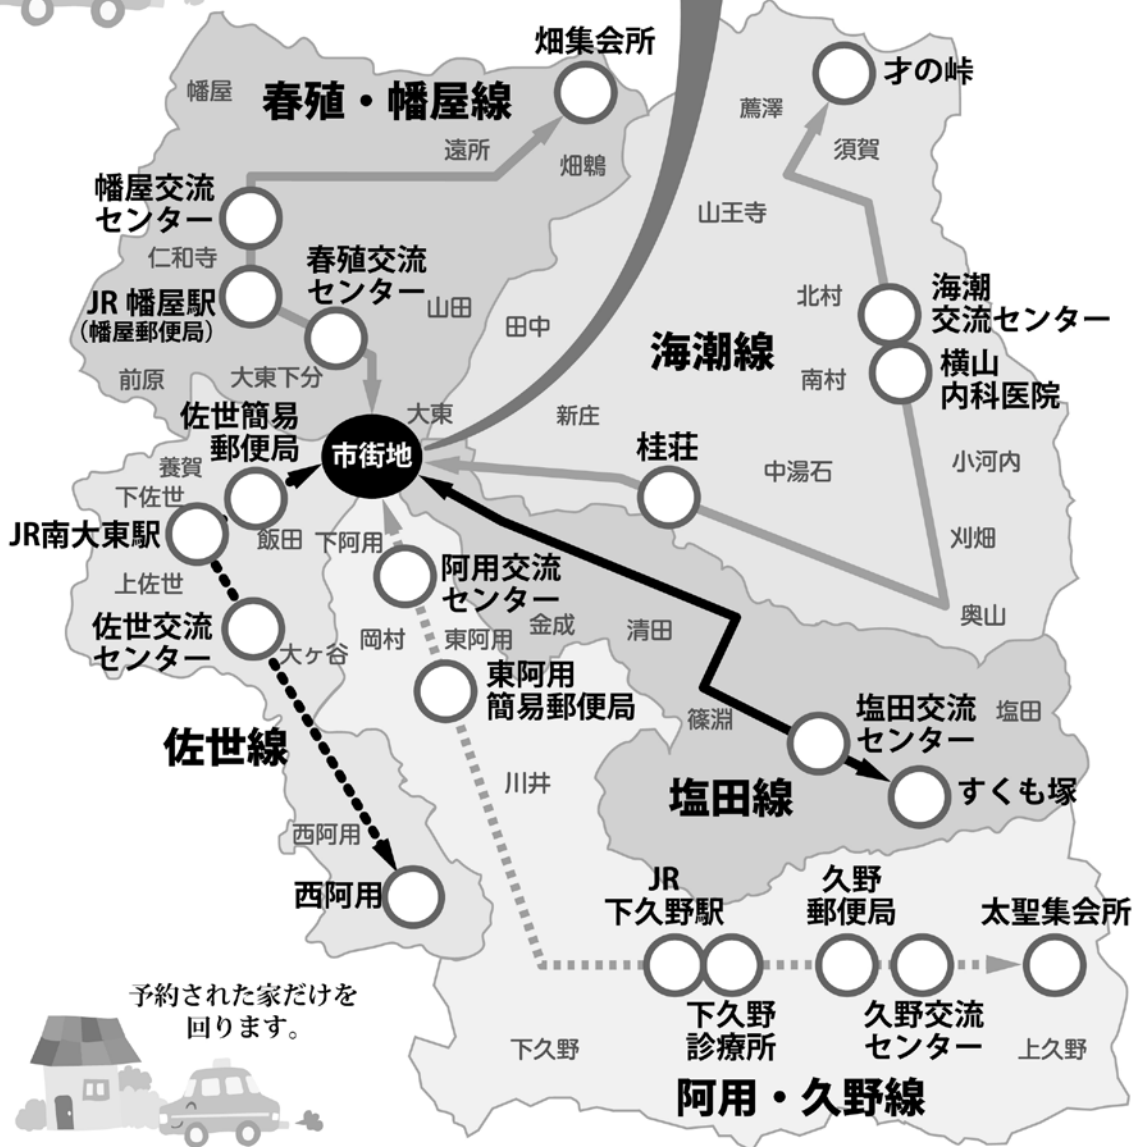 畑集会所
才の峠
幡屋
春殖・幡屋線
薦澤
須賀
遠所
畑鵯
幡屋交流
センター
山王寺
仁和寺
春殖交流
センター
JR 幡屋駅
(幡屋郵便局)
山田
田中
北村
海潮
交流センター
海潮線
横山
内科医院
前原
大東下分
南村
佐世簡易
郵便局
大東
新庄
市街地
桂荘
中湯石
小河内
養賀
下佐世
JR南大東駅
飯田
下阿用
刈畑
上佐世
阿用交流
センター
奥山
佐世交流
センター
大ヶ谷
岡村
東阿用
金成
清田
東阿用
簡易郵便局
篠淵
塩田交流
センター
塩田
佐世線
川井
塩田線
すくも塚
西阿用
西阿用
JR
下久野駅
久野
郵便局
太聖集会所
予約された家だけを
回ります。
下久野
診療所
久野交流
センター
下久野
上久野
阿用・久野線